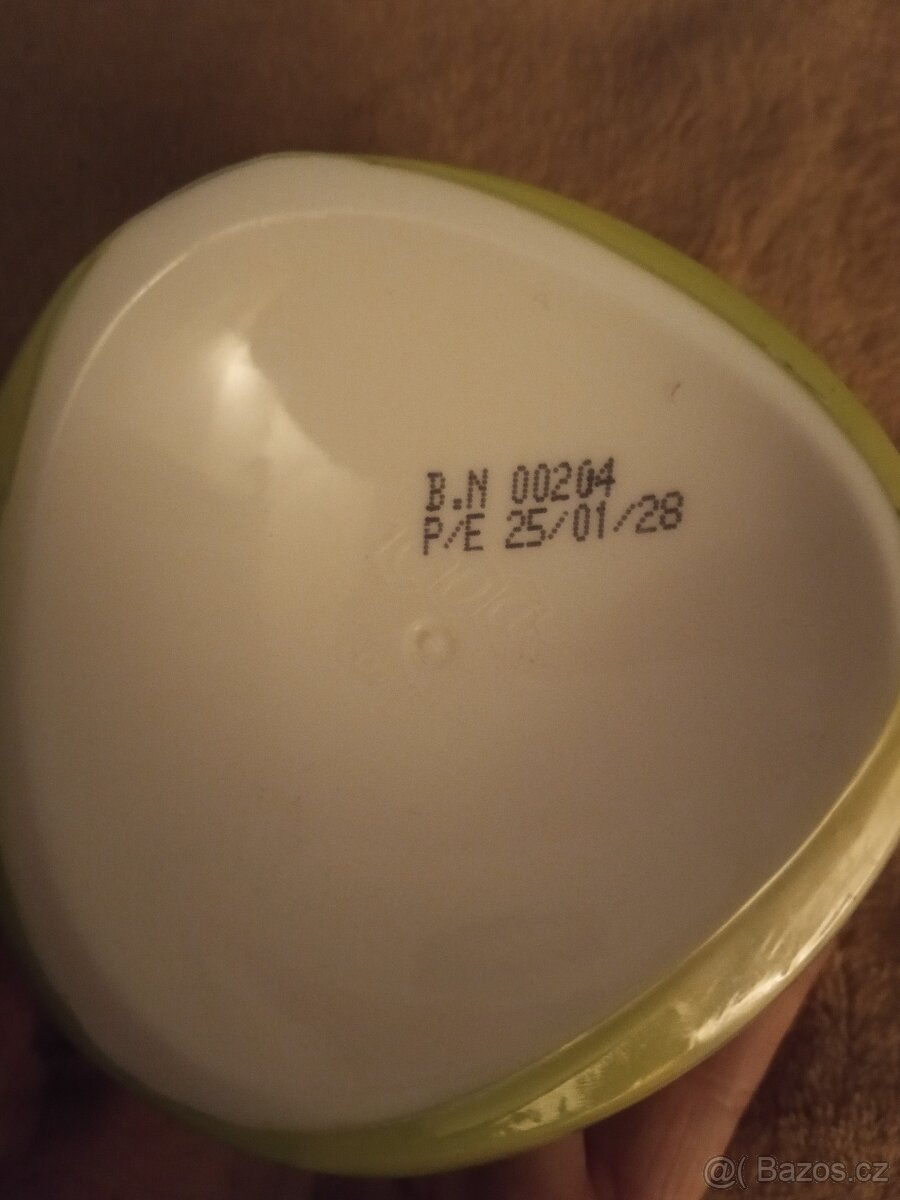 B.N 00204
P/E 25/01/28
@( Bazos.cz